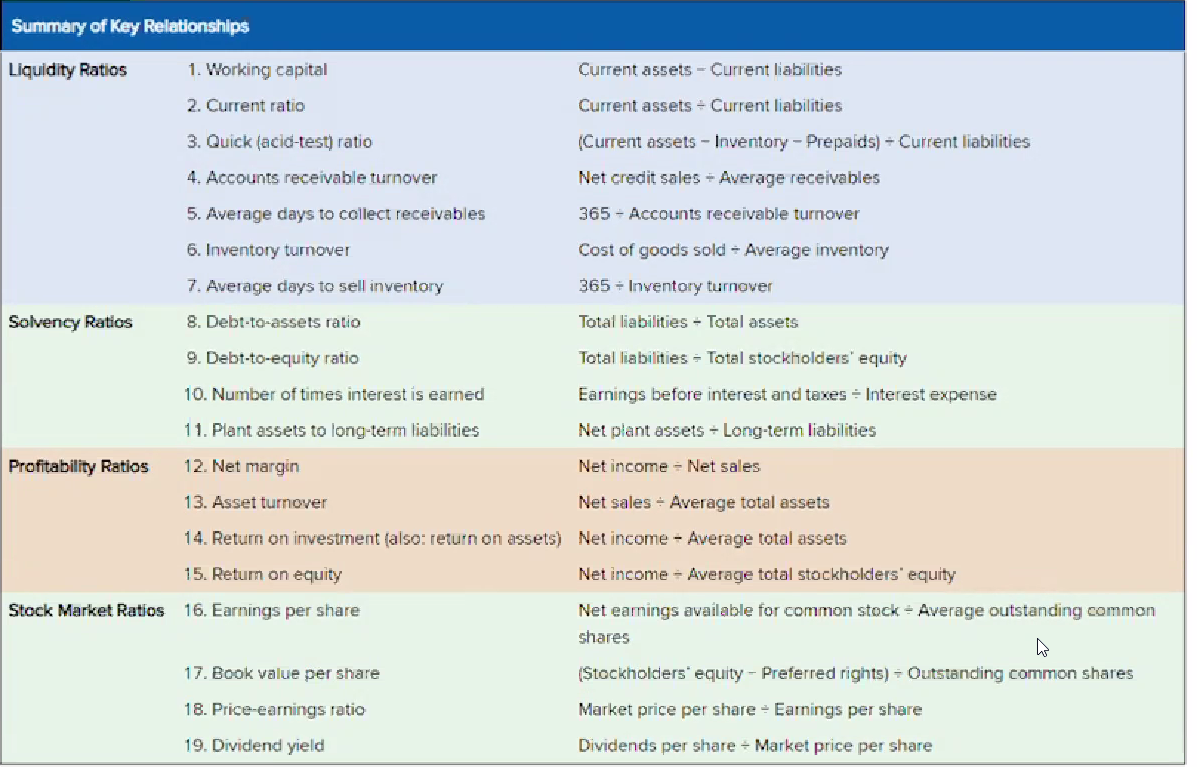 Summary of Key Relationships
Liquidity Ratios 1. Working capital Current assets − Current liabilities
2. Current ratio Current assets ÷ Current liabilities
3. Quick (acid-test) ratio (Current assets − Inventory − Prepaids) ÷ Current liabilities
4. Accounts receivable turnover Net credit sales ÷ Average receivables
5. Average days to collect receivables 365 ÷ Accounts receivable turnover
6. Inventory turnover Cost of goods sold ÷ Average inventory
7. Average days to sell inventory 365 ÷ Inventory turnover
Solvency Ratios 8. Debt-to-assets ratio Total liabilities ÷ Total assets
9. Debt-to-equity ratio Total liabilities ÷ Total stockholders' equity
10. Number of times interest is earned Earnings before interest and taxes ÷ Interest expense
11. Plant assets to long-term liabilities Net plant assets ÷ Long-term liabilities
Profitability Ratios 12. Net margin Net income ÷ Net sales
13. Asset turnover Net sales ÷ Average total assets
14. Return on investment (also: return on assets) Net income ÷ Average total assets
15. Return on equity Net income ÷ Average total stockholders' equity
Stock Market Ratios 16. Earnings per share Net earnings available for common stock ÷ Average outstanding common
shares
17. Book value per share (Stockholders' equity − Preferred rights) ÷ Outstanding common shares
18. Price-earnings ratio Market price per share ÷ Earnings per share
19. Dividend yield Dividends per share ÷ Market price per share